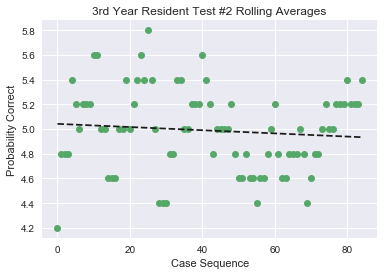 3rd Year Resident Test #2 Rolling Averages
5.8
5.6
5.4
5.2
5.0
4.8
4.6
4.4
4.2
Probability Correct
0 20 40 60 80
Case Sequence